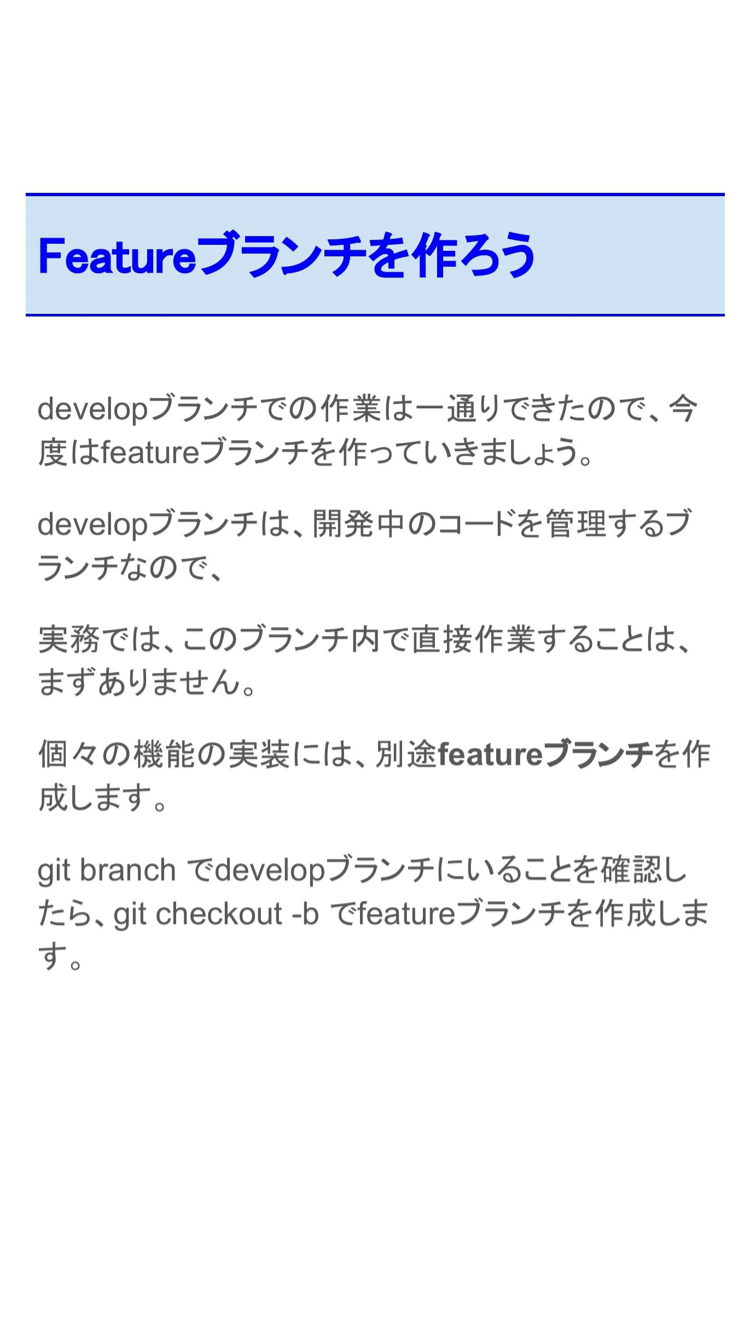 Featureブランチを作ろう
developブランチでの作業は一通りできたので、今
度はfeatureブランチを作っていきましょう。
developブランチは、開発中のコードを管理するブ
ランチなので、
実務では、このブランチ内で直接作業することは、
まずありません。
個々の機能の実装には、別途featureブランチを作
成します。
git branch でdevelopブランチにいることを確認し
たら、git checkout -b でfeatureブランチを作成しま
す。